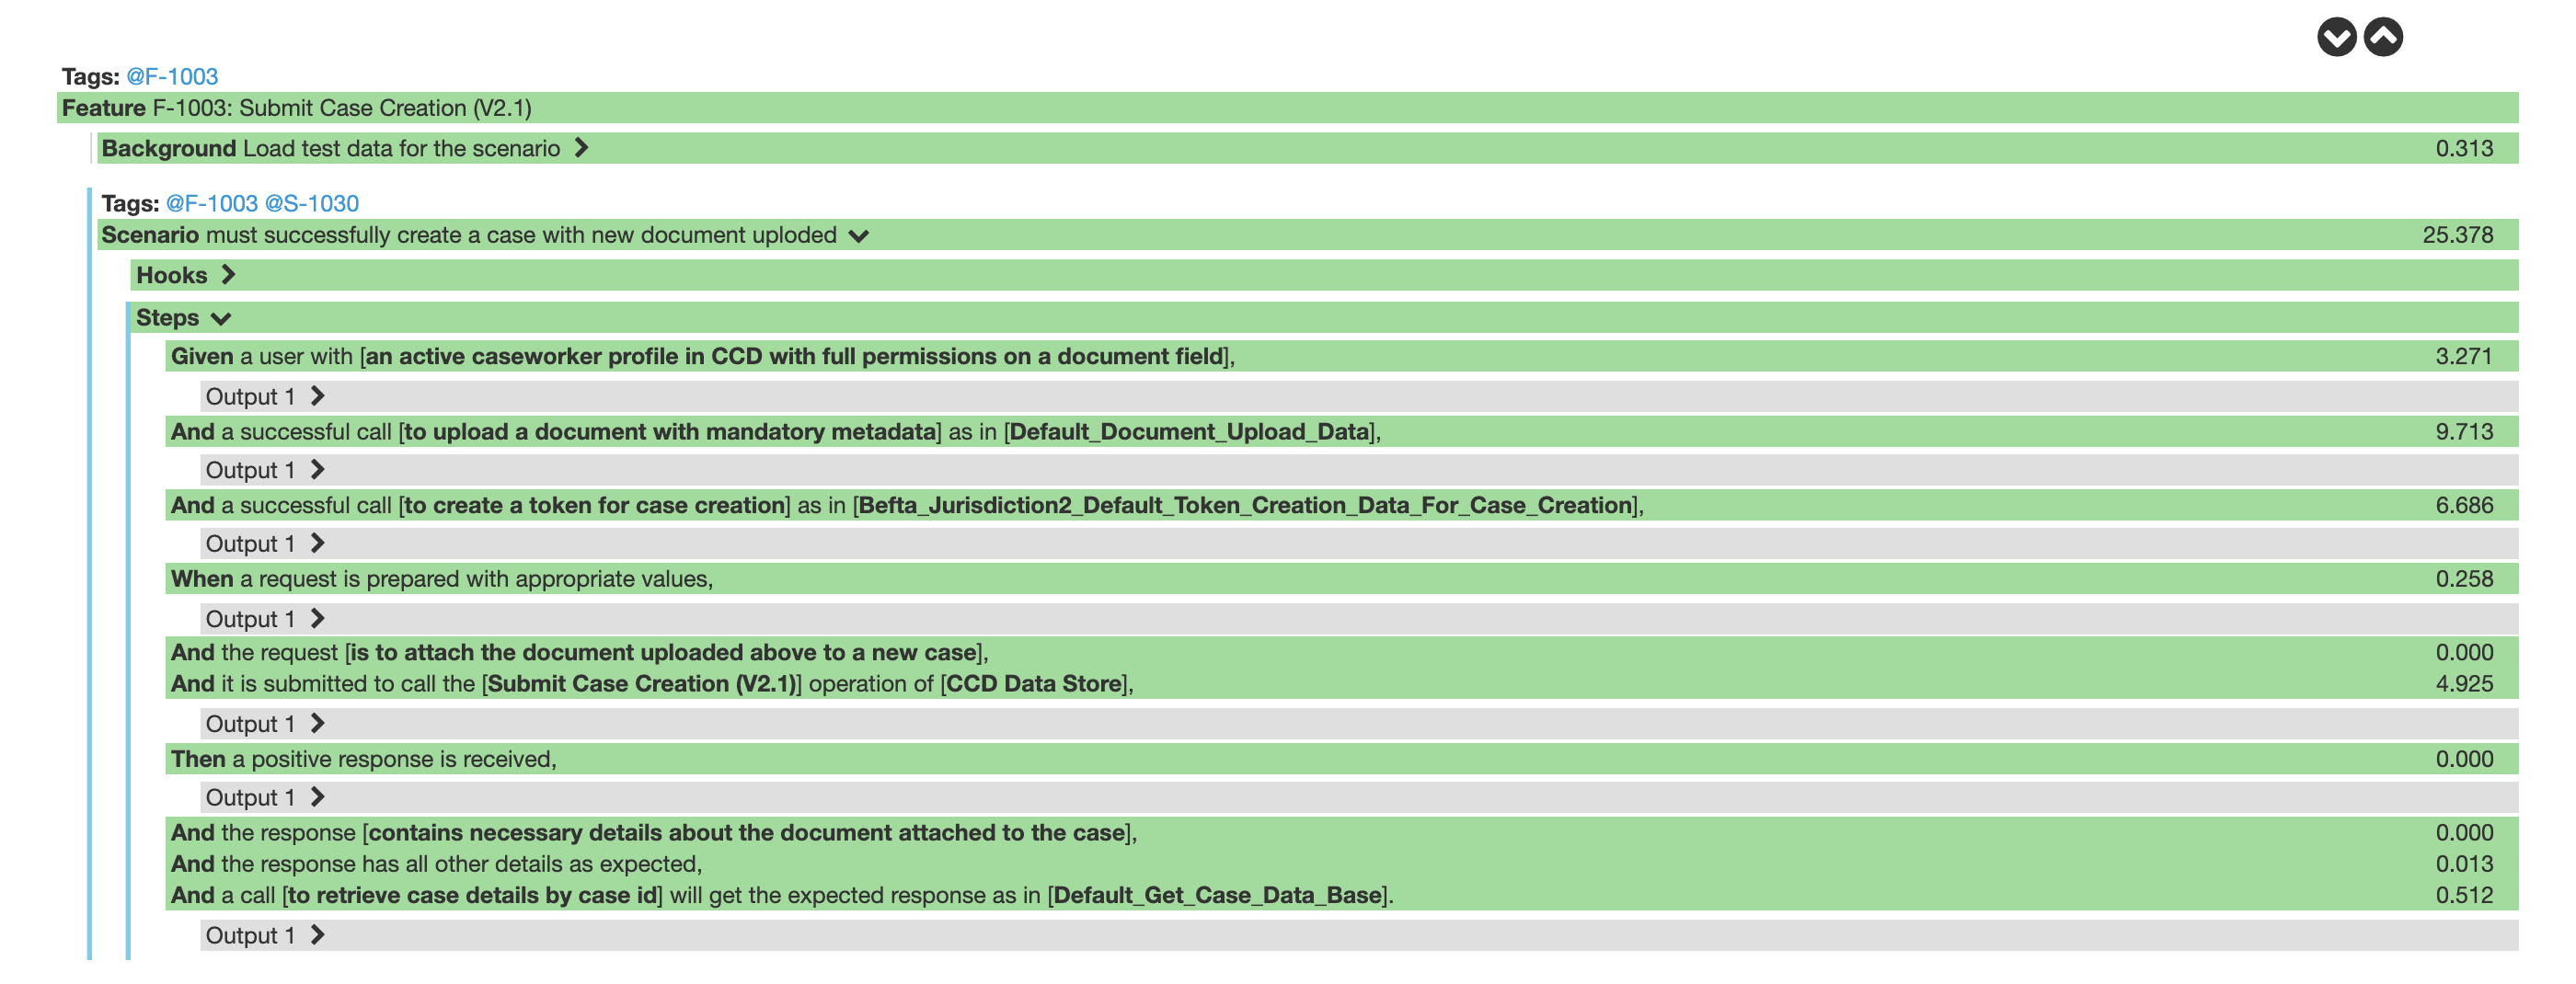 Tags: @F-1003
Feature F-1003: Submit Case Creation (V2.1)
Background Load test data for the scenario 0.313
Tags: @F-1003 @S-1030
Scenario must successfully create a case with new document uploded 25.378
Hooks
Steps
Given a user with [an active caseworker profile in CCD with full permissions on a document field], 3.271
Output 1
And a successful call [to upload a document with mandatory metadata] as in [Default_Document_Upload_Data], 9.713
Output 1
And a successful call [to create a token for case creation] as in [Befta_Jurisdiction2_Default_Token_Creation_Data_For_Case_Creation], 6.686
Output 1
When a request is prepared with appropriate values, 0.258
Output 1
And the request [is to attach the document uploaded above to a new case], 0.000
And it is submitted to call the [Submit Case Creation (V2.1)] operation of [CCD Data Store], 4.925
Output 1
Then a positive response is received, 0.000
Output 1
And the response [contains necessary details about the document attached to the case], 0.000
And the response has all other details as expected, 0.013
And a call [to retrieve case details by case id] will get the expected response as in [Default_Get_Case_Data_Base]. 0.512
Output 1